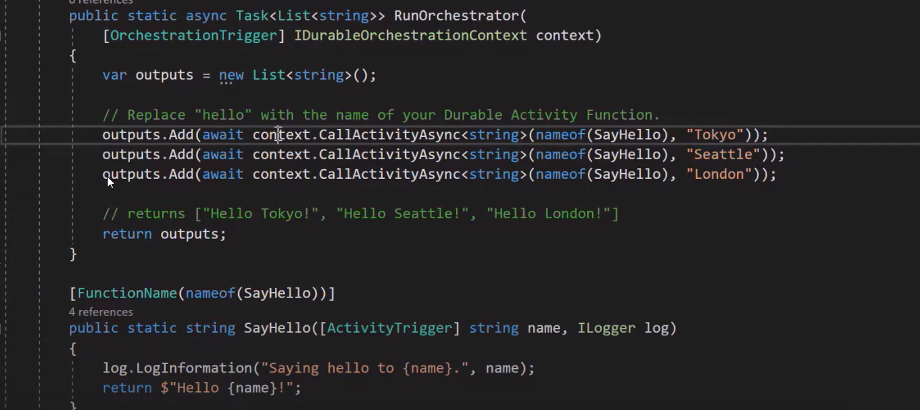 0 references
public static async Task<List<string>> RunOrchestrator(
[OrchestrationTrigger] IDurableOrchestrationContext context)
{
var outputs = new List<string>();
// Replace "hello" with the name of your Durable Activity Function.
outputs.Add(await context.CallActivityAsync<string>(nameof(SayHello), "Tokyo"));
outputs.Add(await context.CallActivityAsync<string>(nameof(SayHello), "Seattle"));
outputs.Add(await context.CallActivityAsync<string>(nameof(SayHello), "London"));
// returns ["Hello Tokyo!", "Hello Seattle!", "Hello London!"]
return outputs;
}
[FunctionName(nameof(SayHello))]
4 references
public static string SayHello([ActivityTrigger] string name, ILogger log)
{
log.LogInformation("Saying hello to {name}.", name);
return $"Hello {name}!";
}